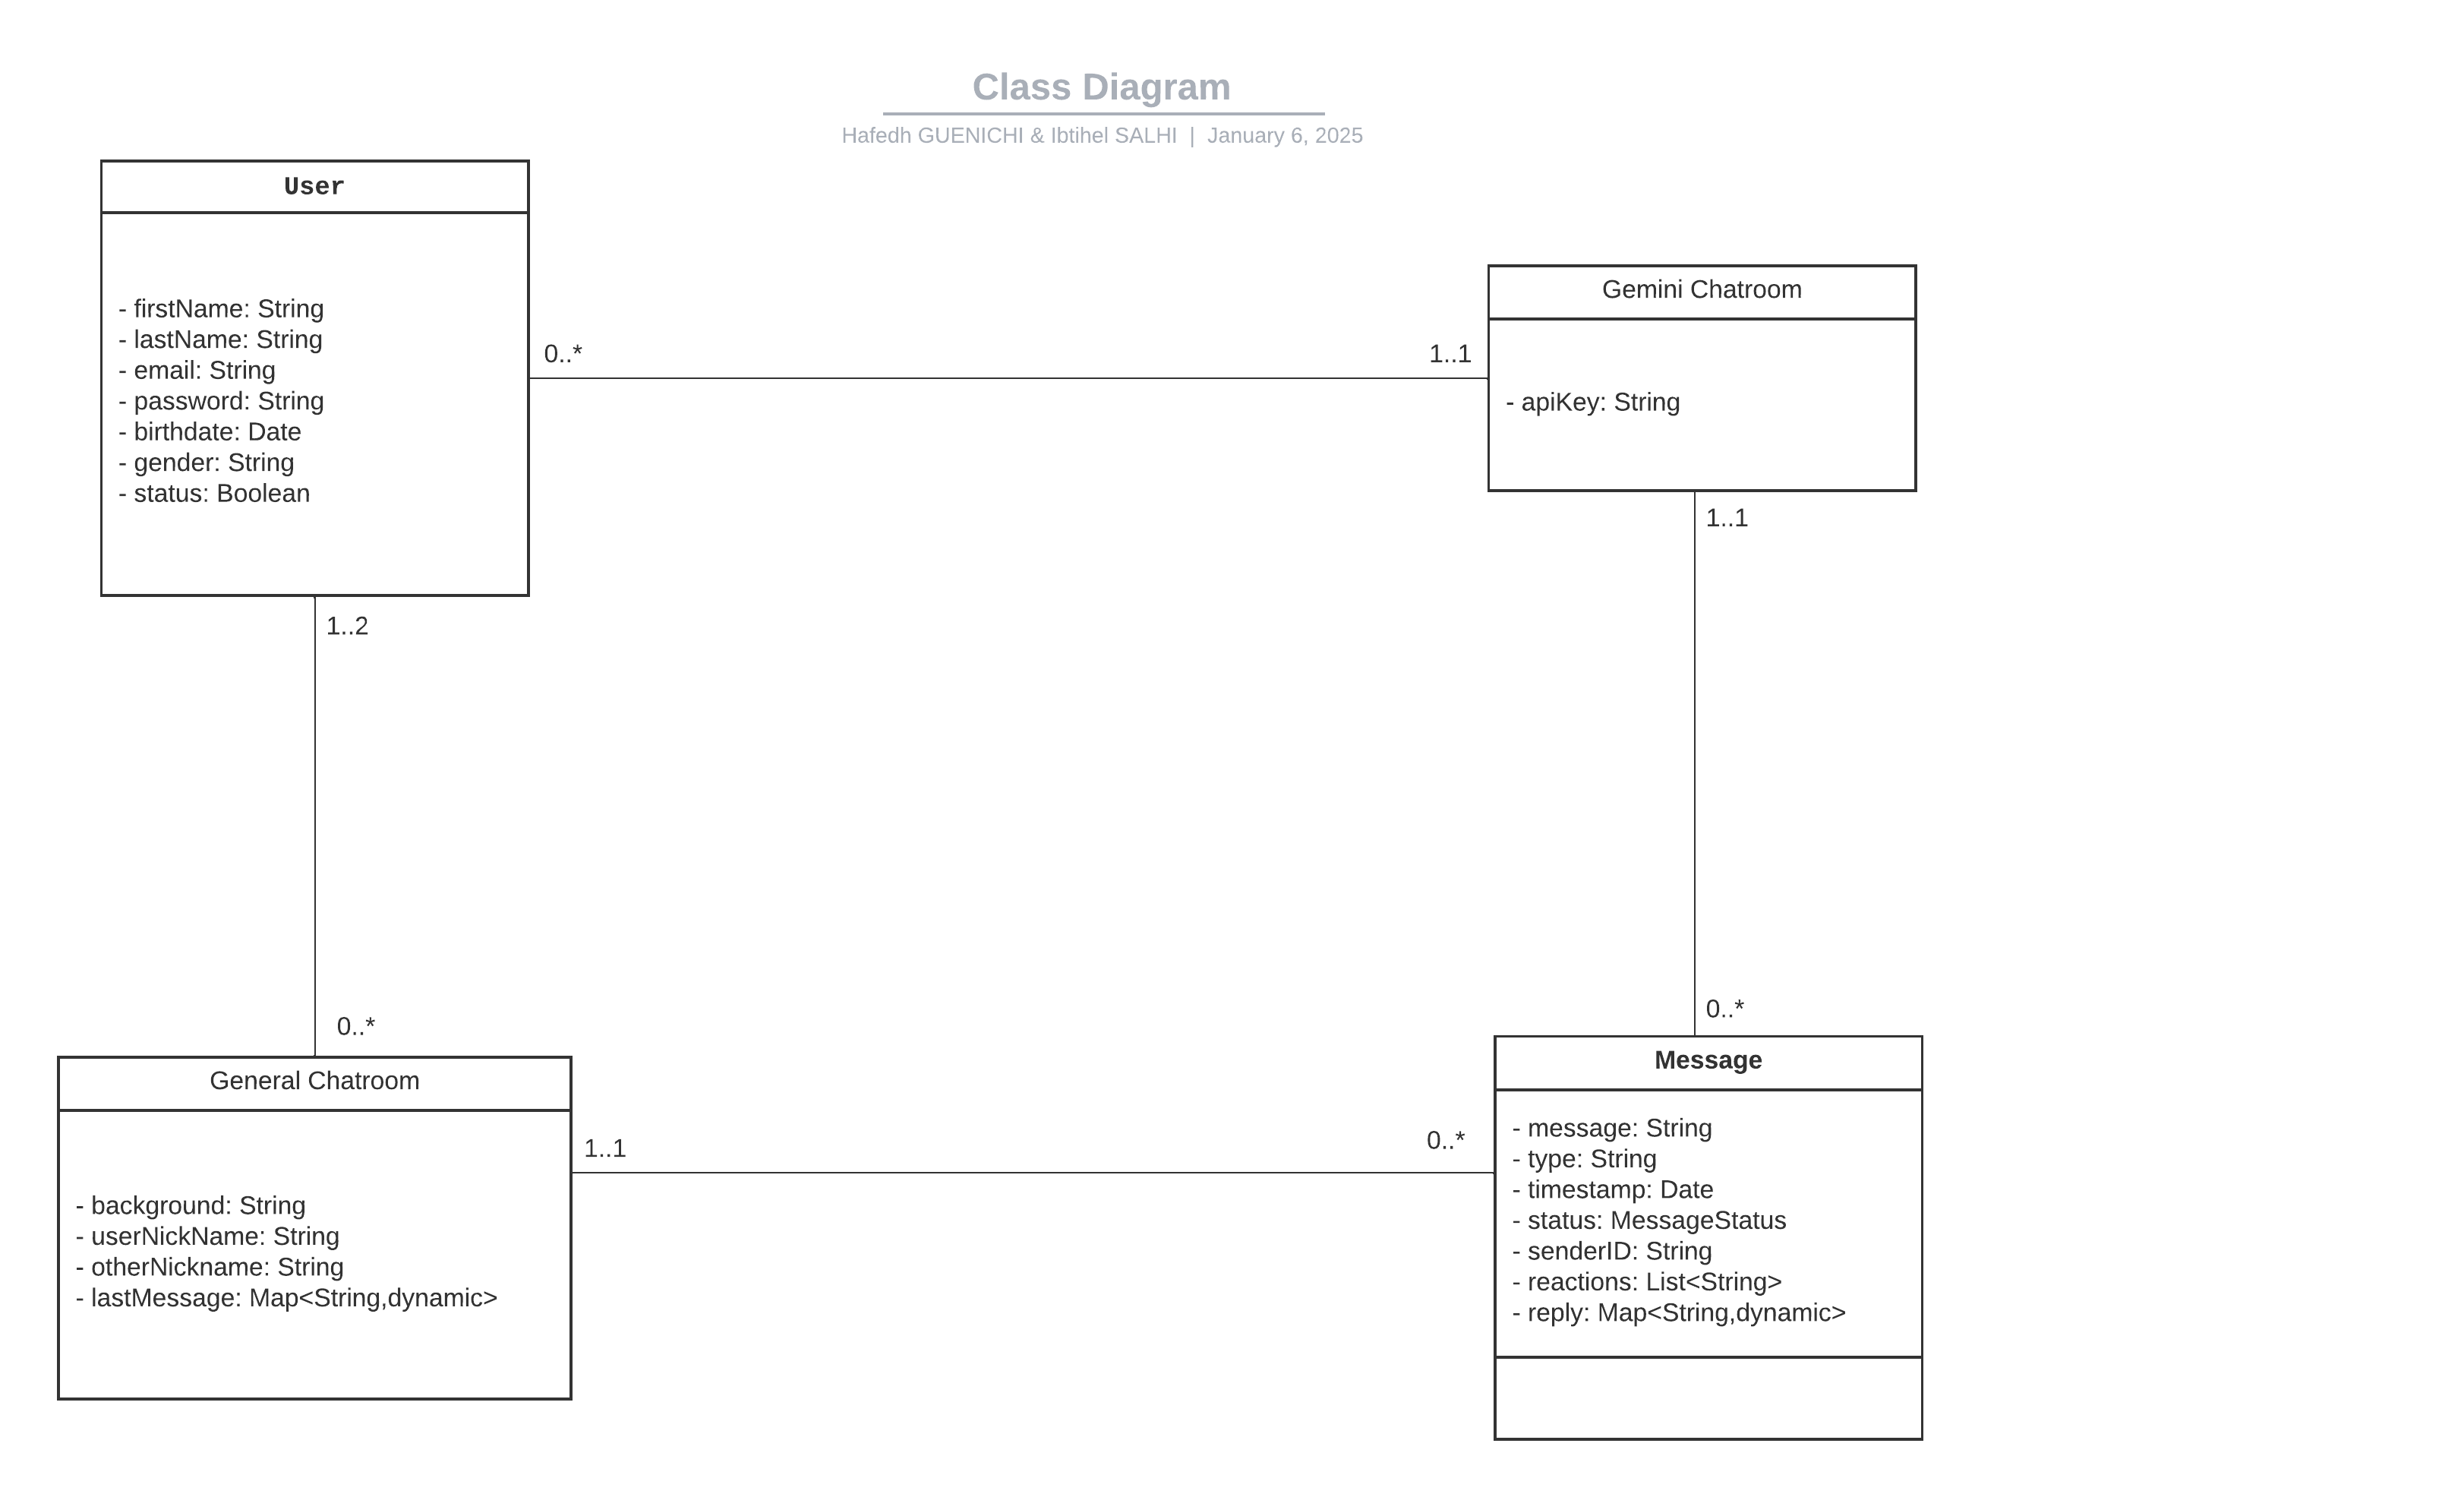 Class Diagram
Hafedh GUENICHI & Ibtihel SALHI | January 6, 2025
User
- firstName: String
- lastName: String
- email: String
- password: String
- birthdate: Date
- gender: String
- status: Boolean
0..*
1..1
Gemini Chatroom
- apiKey: String
1..2
1..1
0..*
0..*
General Chatroom
- background: String
- userNickName: String
- otherNickname: String
- lastMessage: Map<String,dynamic>
1..1
0..*
Message
- message: String
- type: String
- timestamp: Date
- status: MessageStatus
- senderID: String
- reactions: List<String>
- reply: Map<String,dynamic>